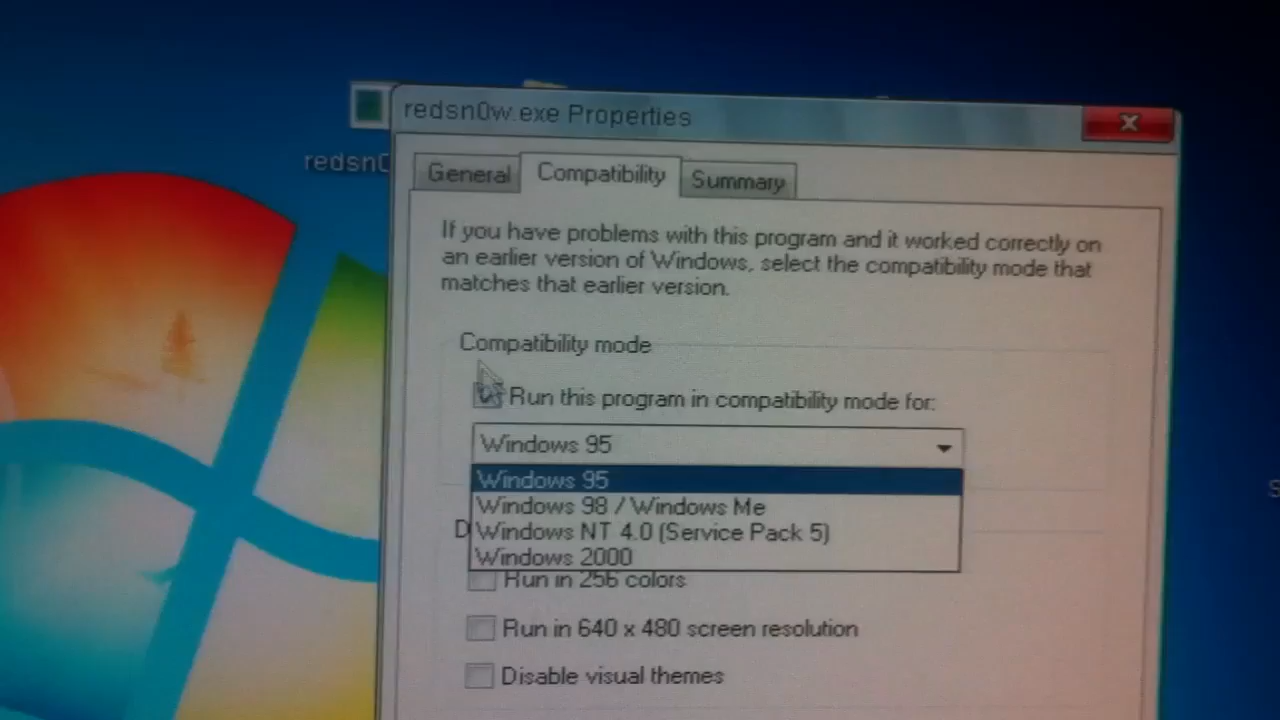 redsn0w.exe Properties
redsn0
General
Compatibility
Summary
If you have problems with this program and it worked correctly on
an earlier version of Windows, select the compatibility mode that
matches that earlier version.
Compatibility mode
Run this program in compatibility mode for:
Windows 95
Windows 95
Windows 98 / Windows Me
D
Windows NT 4.0 (Service Pack 5)
Windows 2000
Run in 256 colors
Run in 640 x 480 screen resolution
Disable visual themes